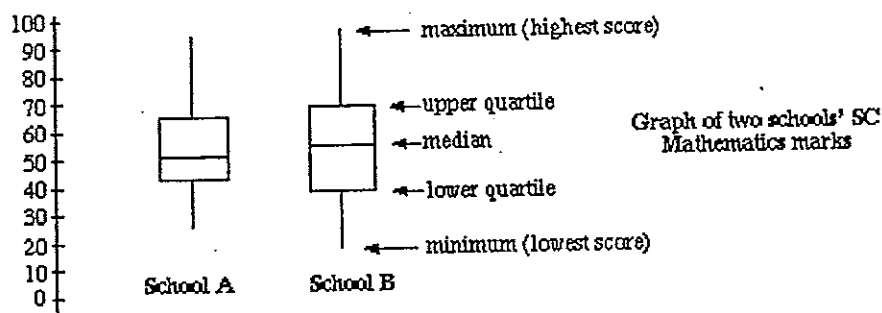 100
90
80
70
60
50
40
30
20
10
0
maximum (highest score)
upper quartile
median
lower quartile
minimum (lowest score)
School A
School B
Graph of two schools' SC
Mathematics marks